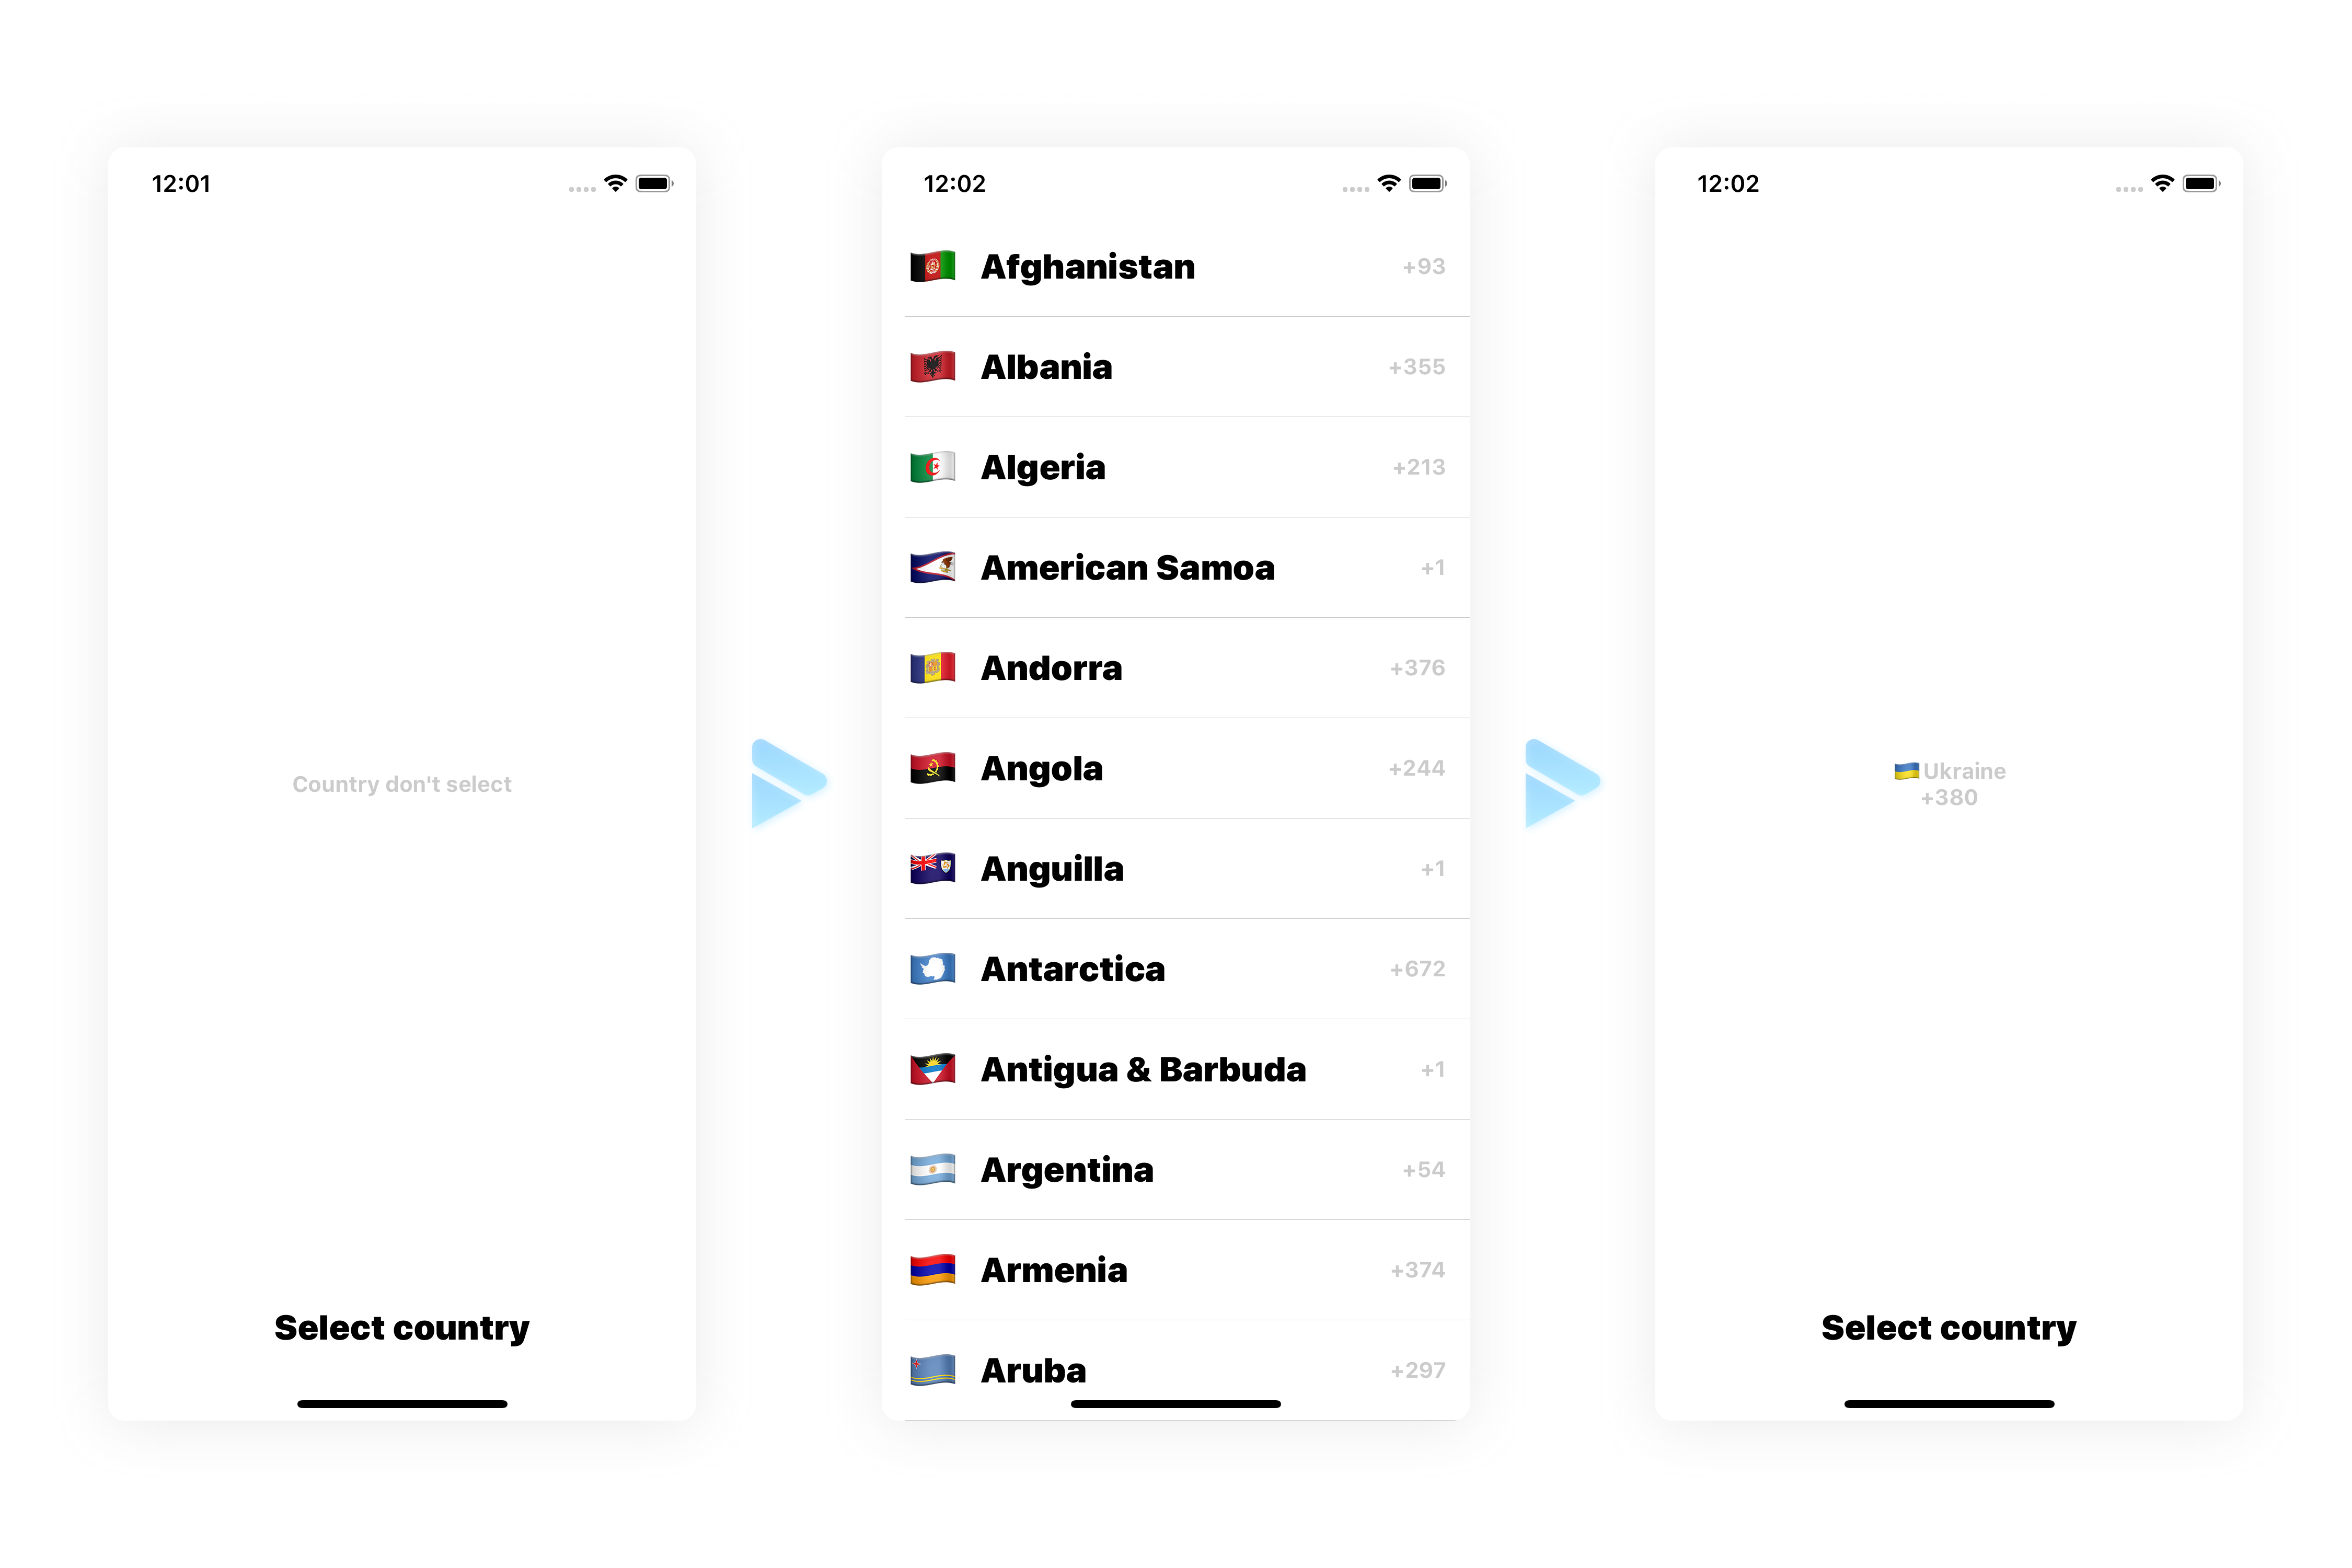 12:01
Country don't select
Select country
12:02
Afghanistan +93
Albania +355
Algeria +213
American Samoa +1
Andorra +376
Angola +244
Anguilla +1
Antarctica +672
Antigua & Barbuda +1
Argentina +54
Armenia +374
Aruba +297
12:02
🇺🇦Ukraine
+380
Select country